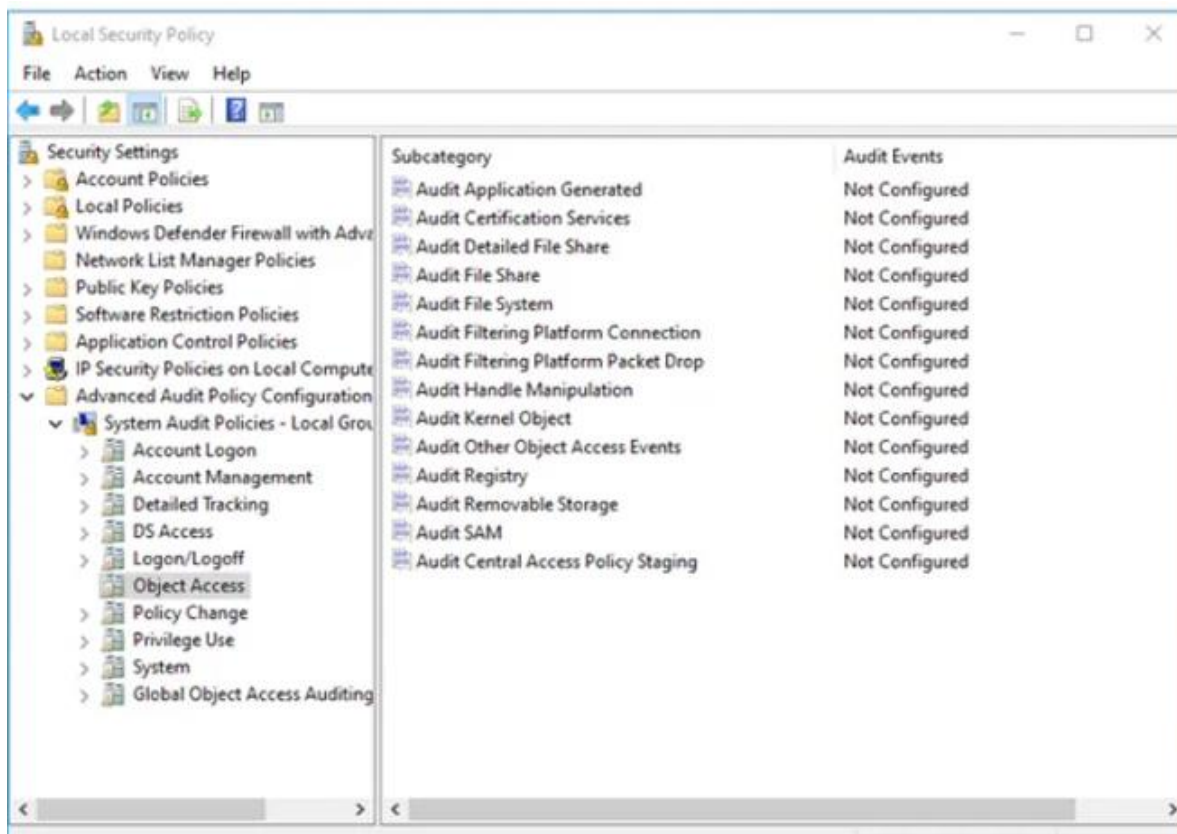 Local Security Policy
File Action View Help
Security Settings
Account Policies
Local Policies
Windows Defender Firewall with Adva
Network List Manager Policies
Public Key Policies
Software Restriction Policies
Application Control Policies
IP Security Policies on Local Compute
Advanced Audit Policy Configuration
System Audit Policies - Local Grou
Account Logon
Account Management
Detailed Tracking
DS Access
Logon/Logoff
Object Access
Policy Change
Privilege Use
System
Global Object Access Auditing
Subcategory Audit Events
Audit Application Generated Not Configured
Audit Certification Services Not Configured
Audit Detailed File Share Not Configured
Audit File Share Not Configured
Audit File System Not Configured
Audit Filtering Platform Connection Not Configured
Audit Filtering Platform Packet Drop Not Configured
Audit Handle Manipulation Not Configured
Audit Kernel Object Not Configured
Audit Other Object Access Events Not Configured
Audit Registry Not Configured
Audit Removable Storage Not Configured
Audit SAM Not Configured
Audit Central Access Policy Staging Not Configured